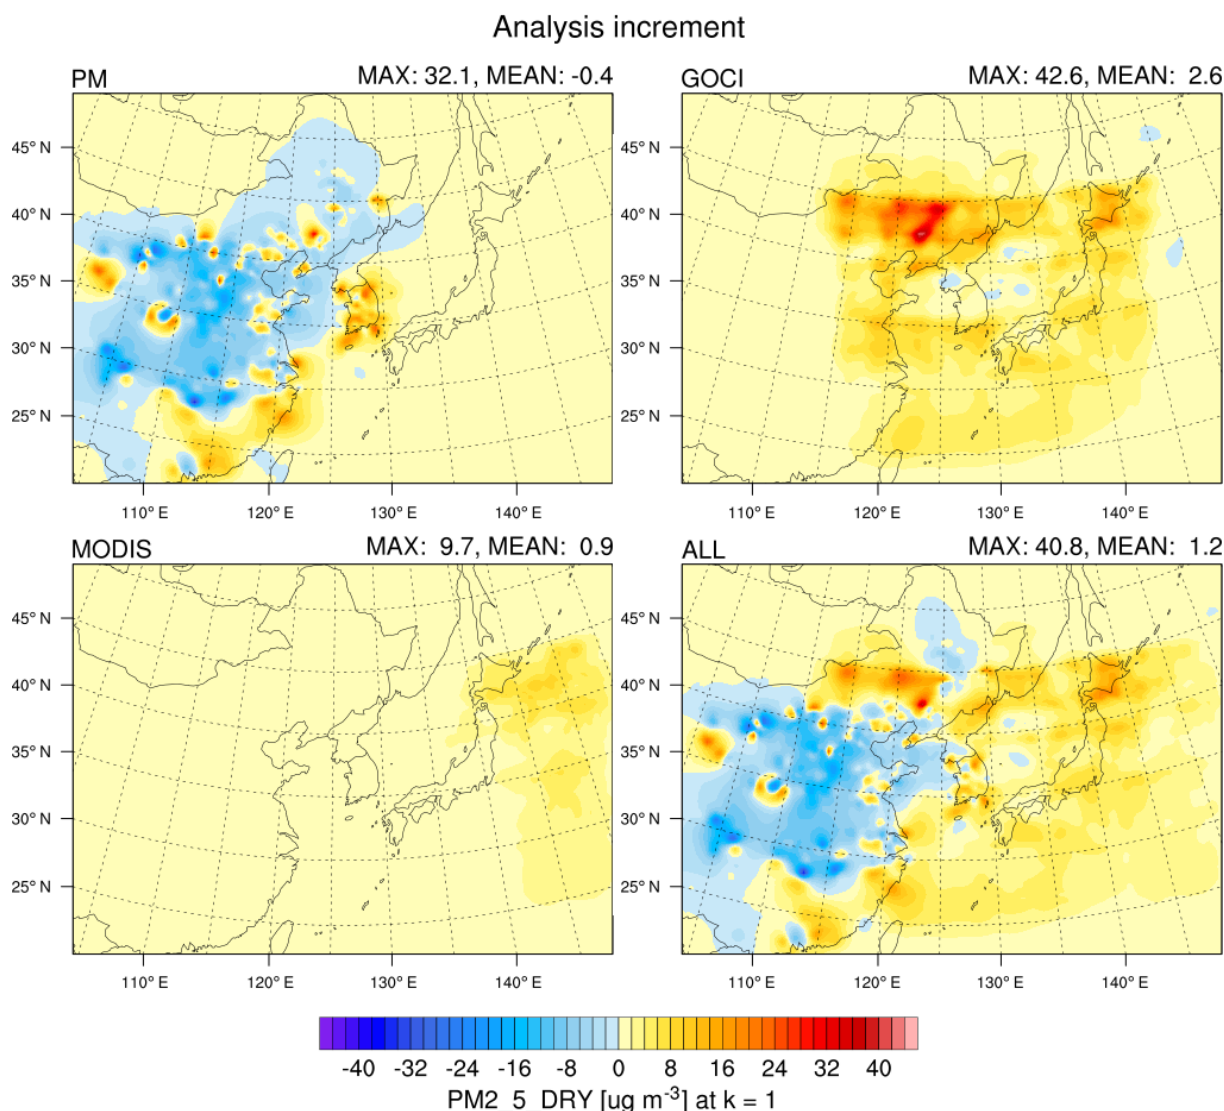 Analysis increment
PM MAX: 32.1, MEAN: -0.4
GOCI MAX: 42.6, MEAN: 2.6
45° N
40° N
35° N
30° N
25° N
45° N
40° N
35° N
30° N
25° N
110° E 120° E 130° E 140° E
110° E 120° E 130° E 140° E
MODIS MAX: 9.7, MEAN: 0.9
ALL MAX: 40.8, MEAN: 1.2
45° N
40° N
35° N
30° N
25° N
45° N
40° N
35° N
30° N
25° N
110° E 120° E 130° E 140° E
110° E 120° E 130° E 140° E
-40 -32 -24 -16 -8 0 8 16 24 32 40
PM2_5_DRY [ug m⁻³] at k = 1